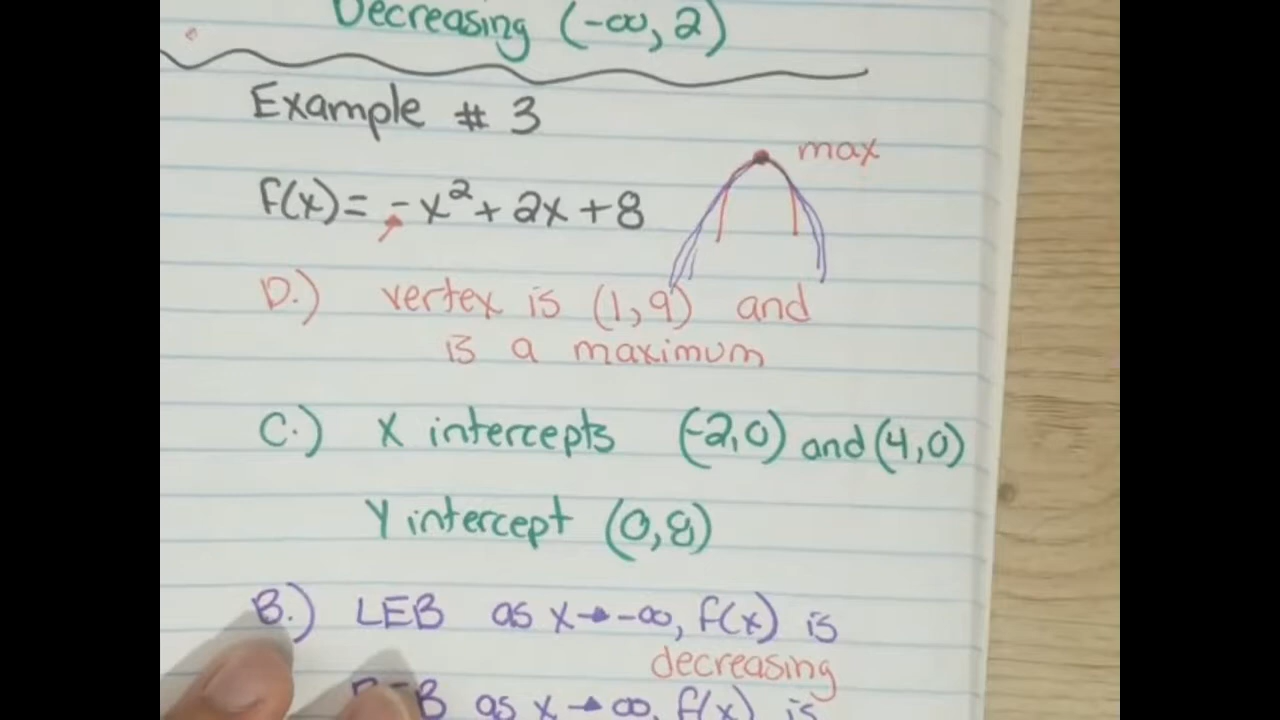 Decreasing (-∞, 2)
Example # 3
max
f(x) = -x² + 2x + 8
D.) vertex is (1, 9) and
is a maximum
C.) X intercepts (-2,0) and (4,0)
Y intercept (0,8)
B.) LEB as x→-∞, f(x) is
decreasing
as x→∞, f(x) is